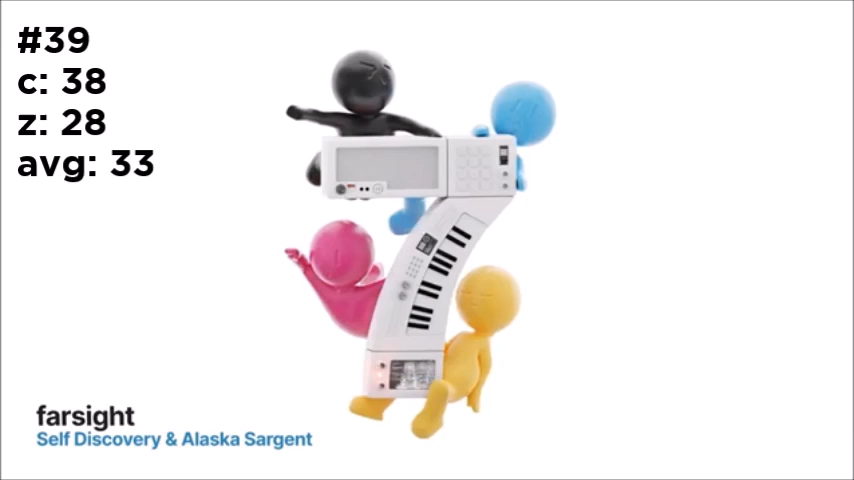 #39
c: 38
z: 28
avg: 33
farsight
Self Discovery & Alaska Sargent